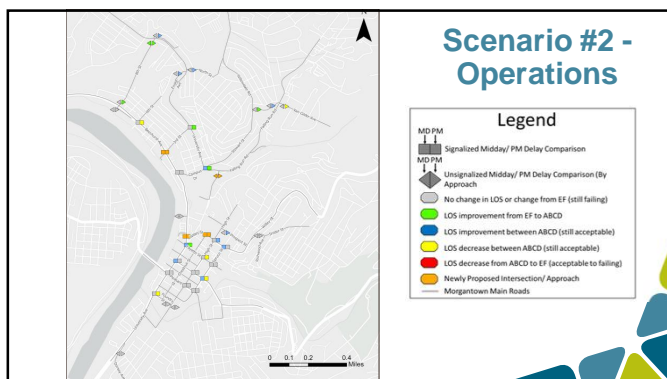 N
Scenario #2 -
Operations
Legend
MD PM
Signalized Midday/ PM Delay Comparison
MD PM
Unsignalized Midday/ PM Delay Comparison (By
Approach
No change in LOS or change from EF (still failing)
LOS improvement from EF to ABCD
LOS improvement between ABCD (still acceptable)
LOS decrease between ABCD (still acceptable)
LOS decrease from ABCD to EF (acceptable to failing)
Newly Proposed Intersection/ Approach
Morgantown Main Roads
0 0.1 0.2 0.4
Miles